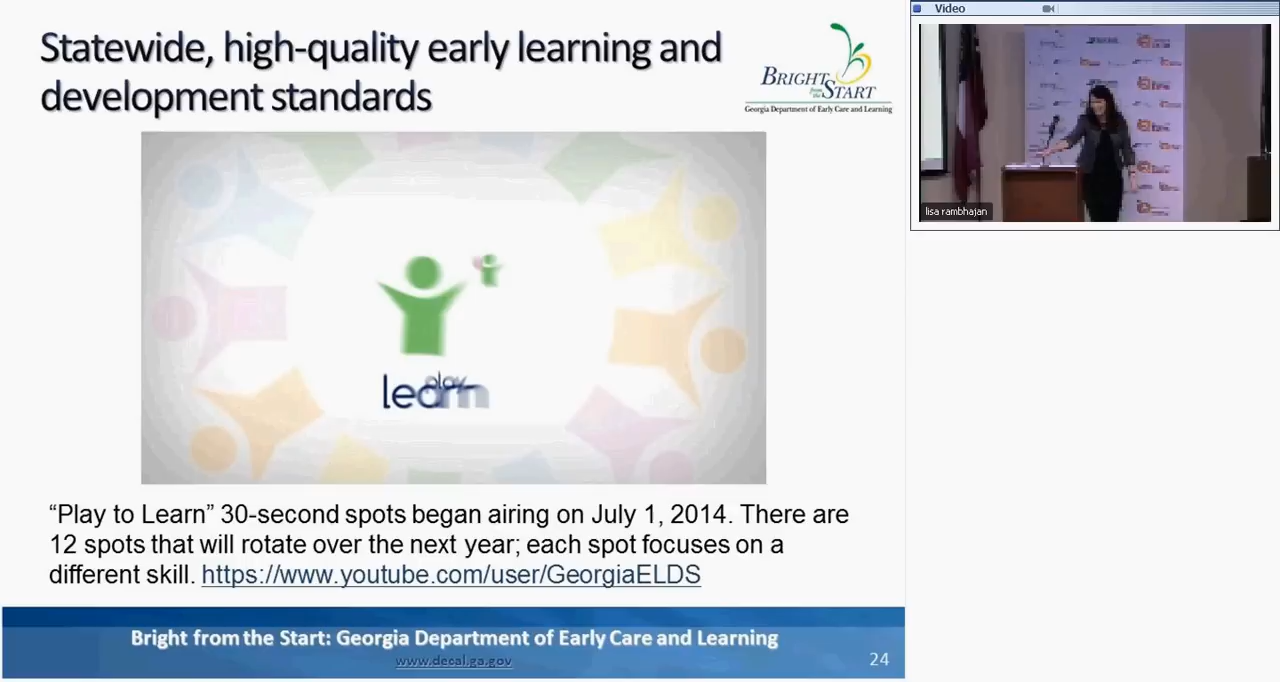 Statewide, high-quality early learning and
development standards
BRIGHT
from the
START
Georgia Department of Early Care and Learning
play
learn
“Play to Learn” 30-second spots began airing on July 1, 2014. There are
12 spots that will rotate over the next year; each spot focuses on a
different skill. https://www.youtube.com/user/GeorgiaELDS
Bright from the Start: Georgia Department of Early Care and Learning
www.decal.ga.gov
24
Video
lisa rambhajan